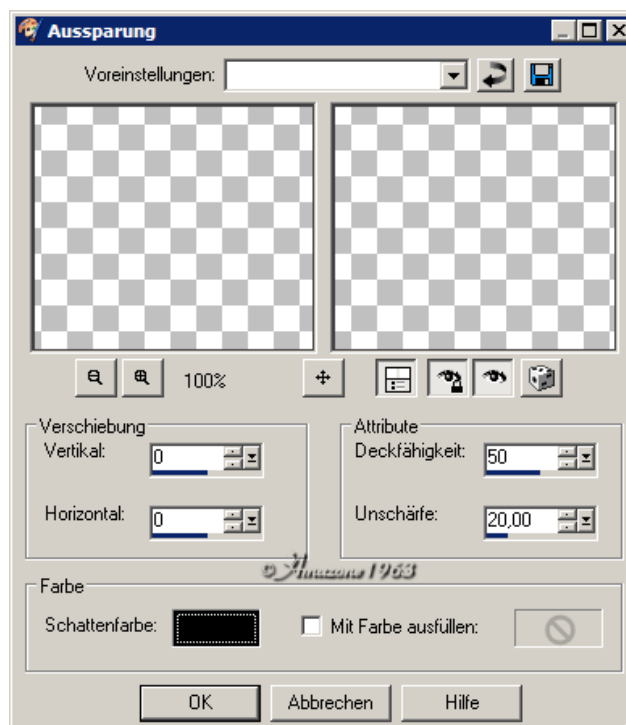 Aussparung
Voreinstellungen:
100%
Verschiebung
Vertikal: 0
Horizontal: 0
Attribute
Deckfähigkeit: 50
Unschärfe: 20,00
©Amazone1963
Farbe
Schattenfarbe:
Mit Farbe ausfüllen:
OK
Abbrechen
Hilfe